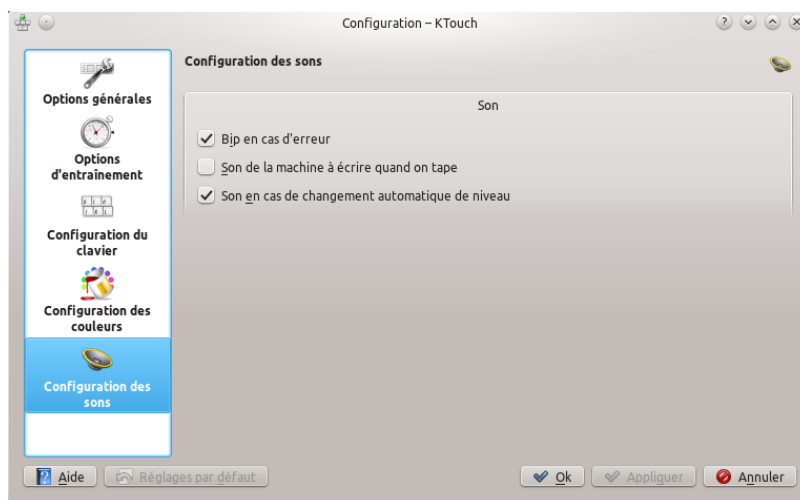 Configuration – KTouch
Options générales
Options
d'entraînement
Configuration du
clavier
Configuration des
couleurs
Configuration des
sons
Configuration des sons
Son
Bip en cas d'erreur
Son de la machine à écrire quand on tape
Son en cas de changement automatique de niveau
Aide
Réglages par défaut
Ok
Appliquer
Annuler